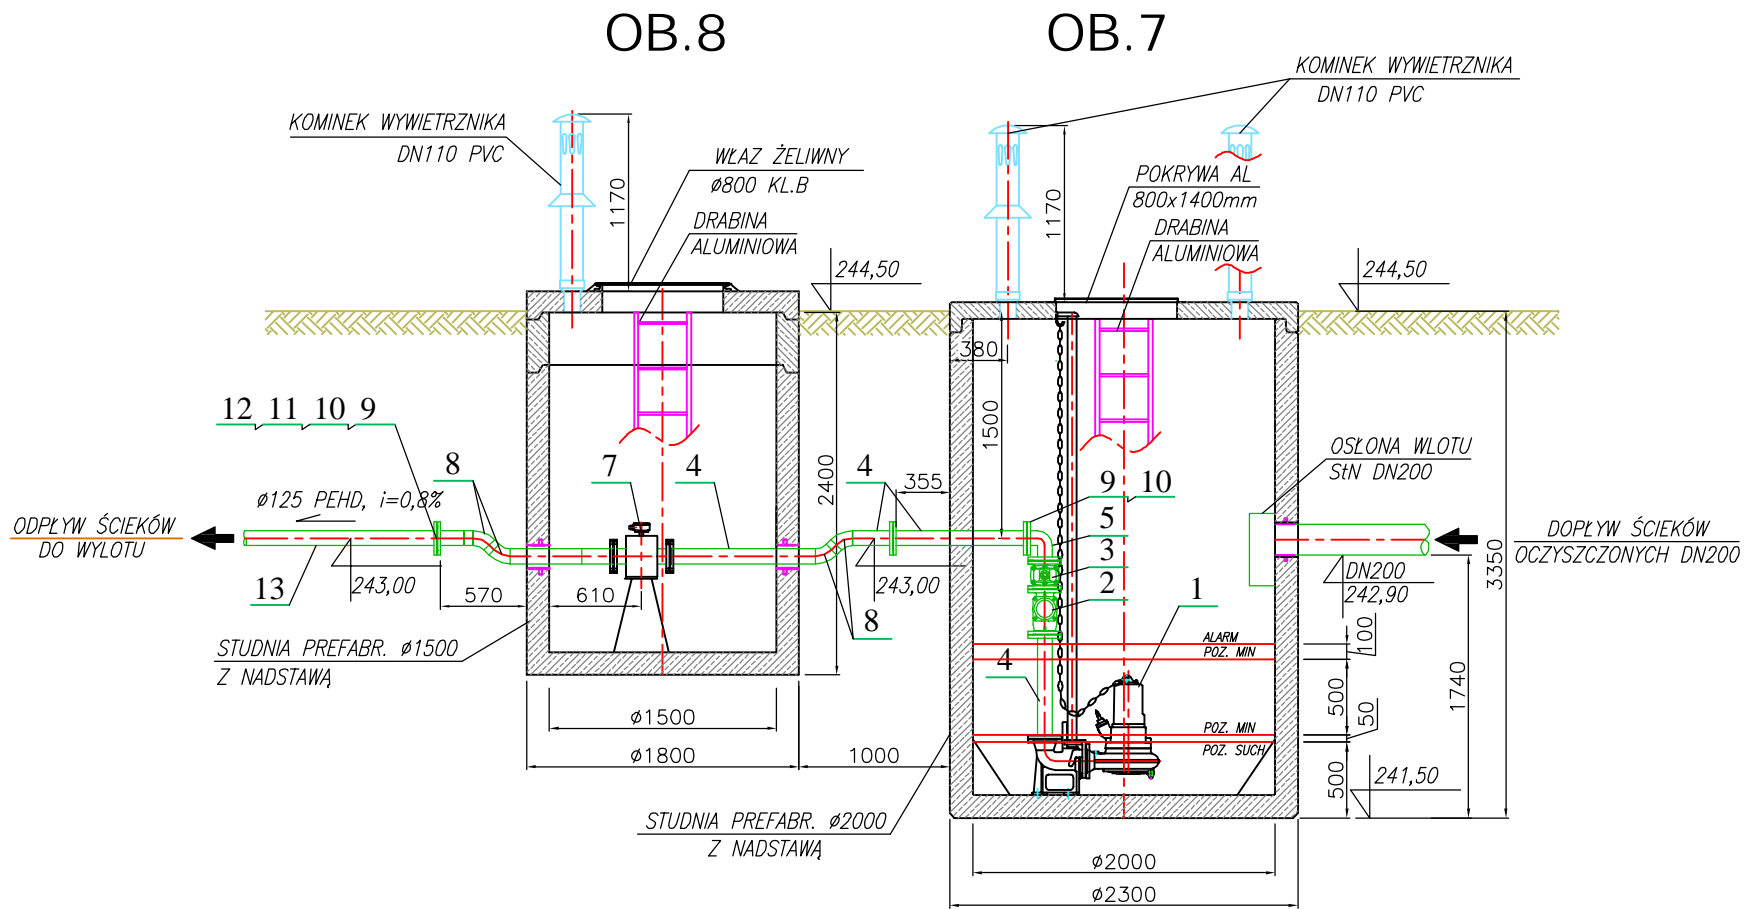 OB.8
OB.7
KOMINEK WYWIETRZNIKA
DN110 PVC
KOMINEK WYWIETRZNIKA
DN110 PVC
WŁAZ ŻELIWNY
Ø800 KL.B
DRABINA
ALUMINIOWA
1170
1170
POKRYWA AL
800x1400mm
DRABINA
ALUMINIOWA
244,50
244,50
380
1500
2400
12 11 10 9
8
7
4
4
355
9 10
5
3
2
1
OSŁONA WLOTU
StN DN200
Ø125 PEHD, i=0,8%
ODPŁYW ŚCIEKÓW
DO WYLOTU
DOPŁYW ŚCIEKÓW
OCZYSZCZONYCH DN200
13
243,00
570
610
243,00
8
DN200
242,90
3350
STUDNIA PREFABR. Ø1500
Z NADSTAWĄ
ALARM
POZ. MIN
100
4
500
50
1740
POZ. MIN
POZ. SUCH
500
241,50
Ø1500
Ø1800
1000
STUDNIA PREFABR. Ø2000
Z NADSTAWĄ
Ø2000
Ø2300